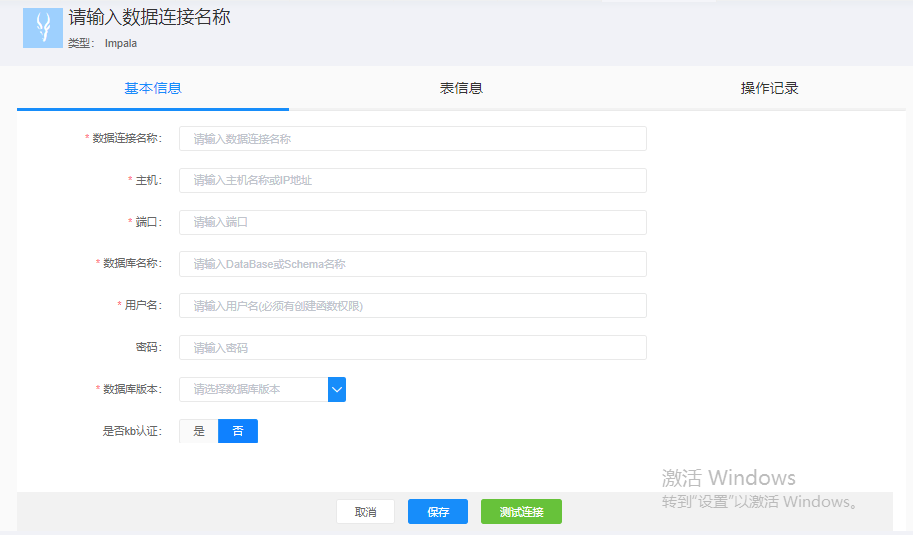 请输入数据连接名称
类型： Impala
基本信息 表信息 操作记录
* 数据连接名称： 请输入数据连接名称
* 主机： 请输入主机名称或IP地址
* 端口： 请输入端口
* 数据库名称： 请输入DataBase或Schema名称
* 用户名： 请输入用户名(必须有创建函数权限)
密码： 请输入密码
* 数据库版本： 请选择数据库版本
是否kb认证： 是 否
激活 Windows
转到"设置"以激活 Windows。
取消 保存 测试连接